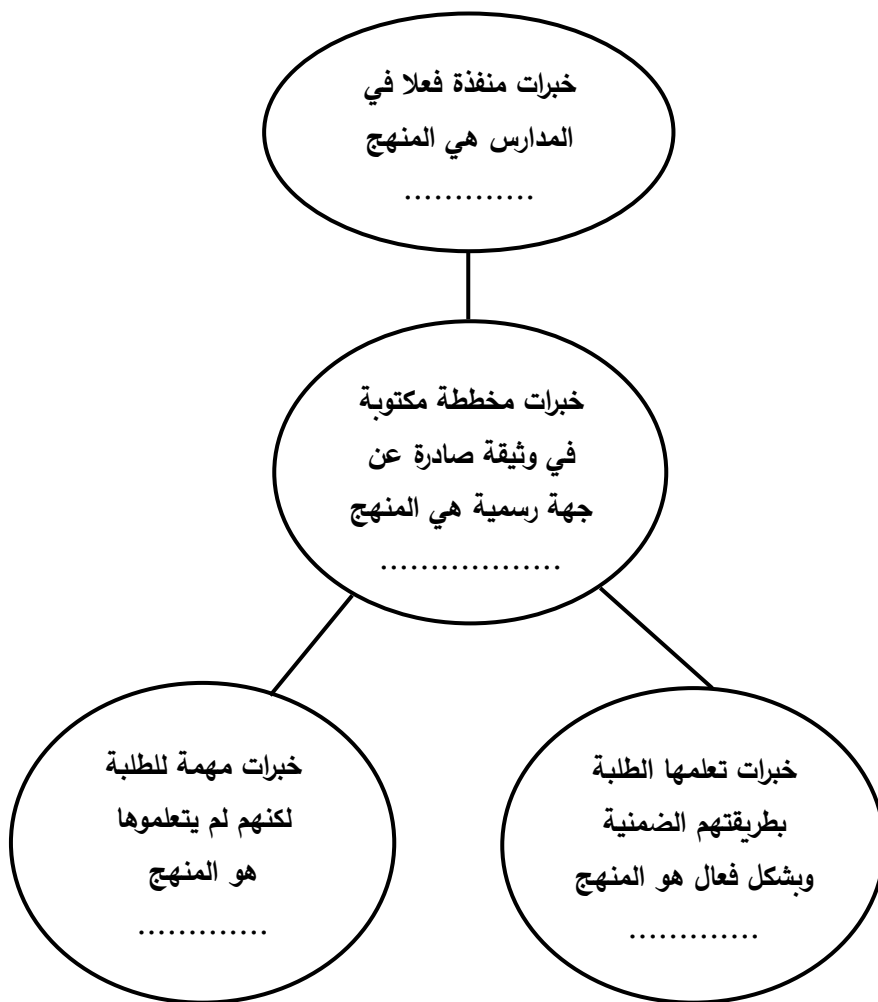 خبرات منفذة فعلا في
المدارس هي المنهج
.............
خبرات مخططة مكتوبة
في وثيقة صادرة عن
جهة رسمية هي المنهج
..................
خبرات تعلمها الطلبة
بطريقتهم الضمنية
وبشكل فعال هو المنهج
.............
خبرات مهمة للطلبة
لكنهم لم يتعلموها
هو المنهج
.............